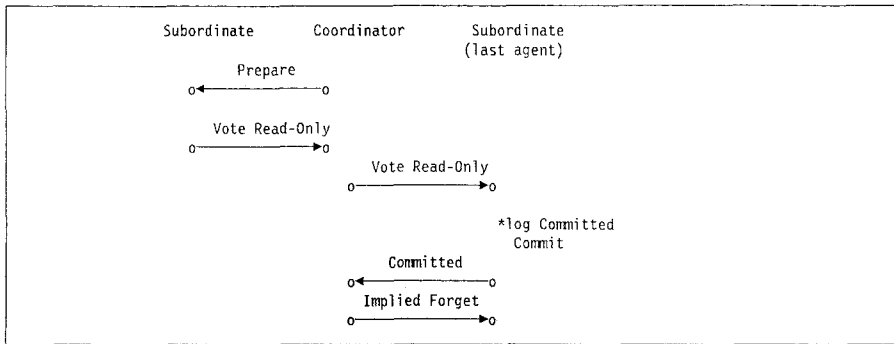 Subordinate Coordinator Subordinate
(last agent)
Prepare
Vote Read-Only
Vote Read-Only
*log Committed
Commit
Committed
Implied Forget